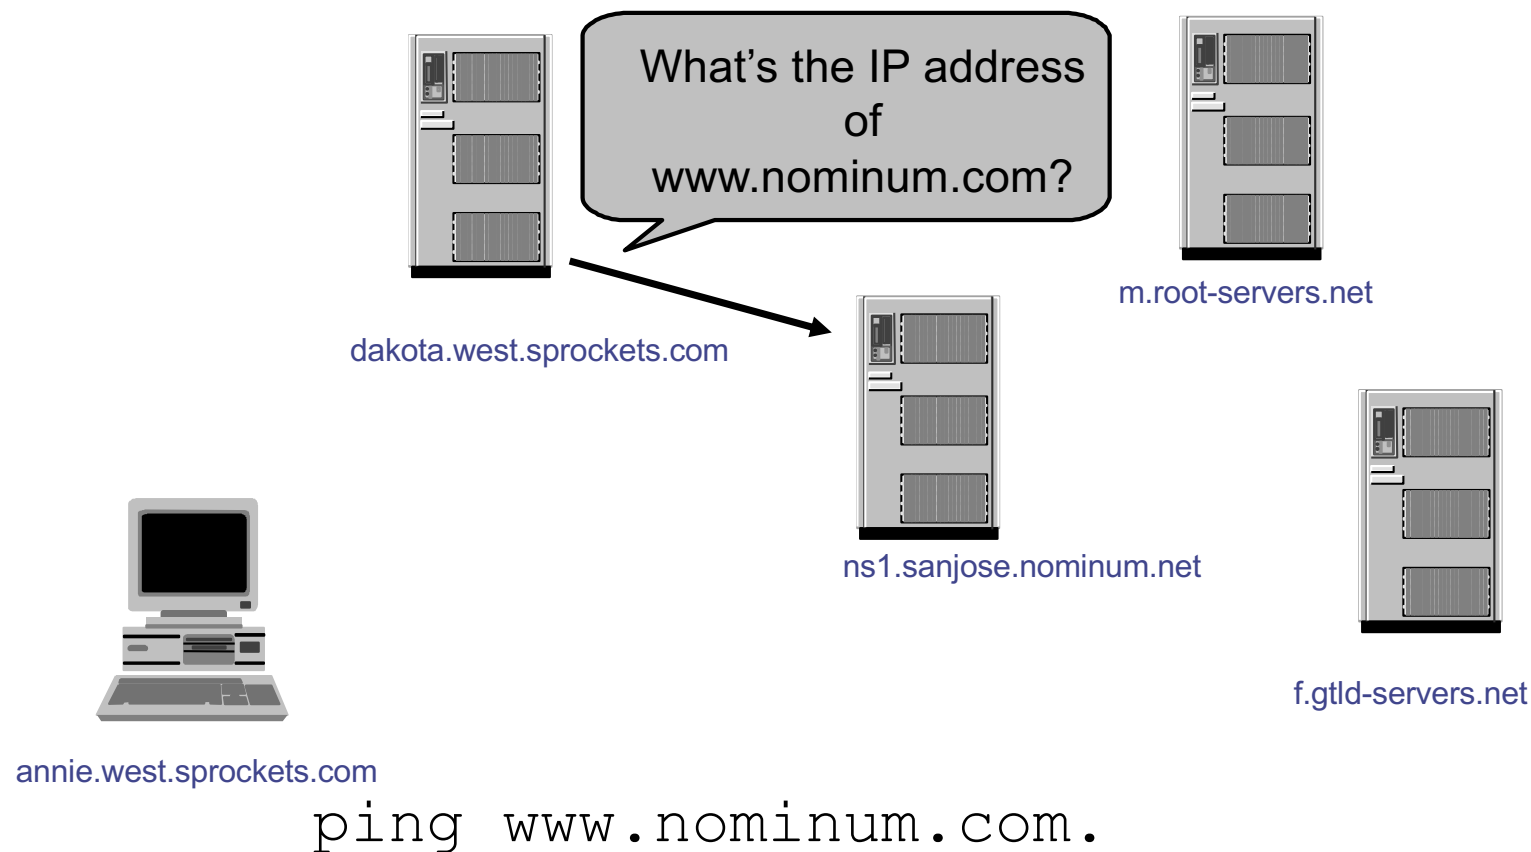 What’s the IP address
of
www.nominum.com?
m.root-servers.net
dakota.west.sprockets.com
ns1.sanjose.nominum.net
f.gtld-servers.net
annie.west.sprockets.com
ping www.nominum.com.